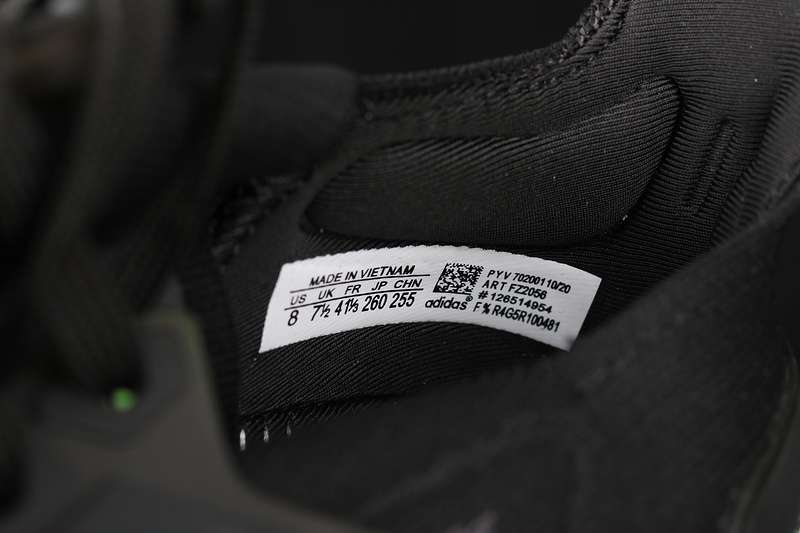 MADE IN VIETNAM
US UK FR JP CHN
8 7½ 41⅓ 260 255
adidas®
PYV 70200110/20
ART FZ2056
# 126514954
F % R4G5R100481